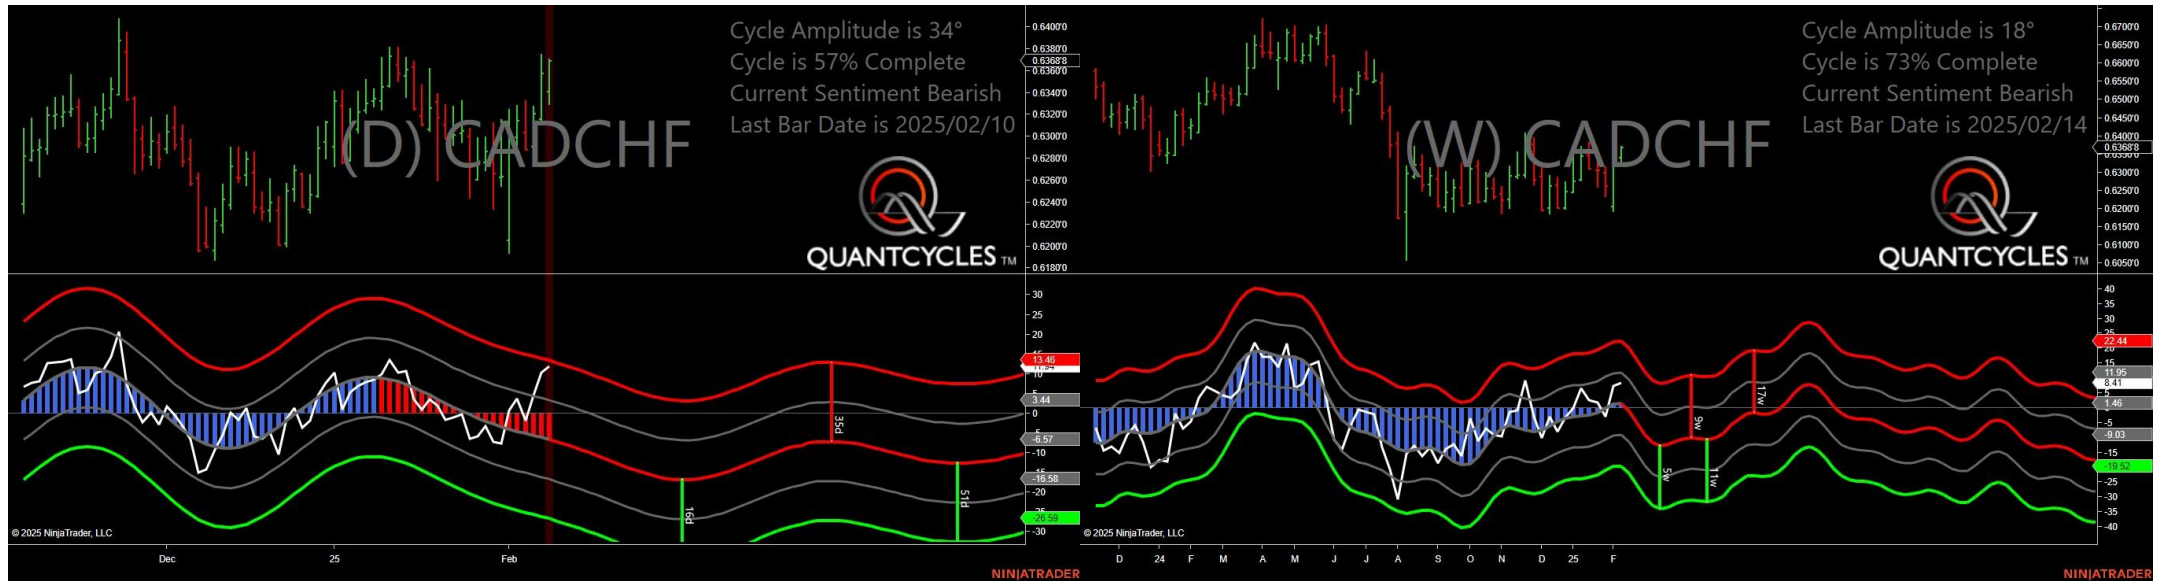 Cycle Amplitude is 34°
Cycle is 57% Complete
Current Sentiment Bearish
Last Bar Date is 2025/02/10
(D) CADCHF
QUANTCYCLES TM
0.6400'0
0.6380'0
0.6368'8
0.6360'0
0.6340'0
0.6320'0
0.6300'0
0.6280'0
0.6260'0
0.6240'0
0.6220'0
0.6200'0
0.6180'0
30
25
20
13.46
11.94
5
3.44
0
-6.57
-10
-16.58
-20
-26.59
-30
16d
35d
51d
© 2025 NinjaTrader, LLC
Dec
25
Feb
NINJATRADER
Cycle Amplitude is 18°
Cycle is 73% Complete
Current Sentiment Bearish
Last Bar Date is 2025/02/14
(W) CADCHF
QUANTCYCLES TM
0.6700'0
0.6650'0
0.6600'0
0.6550'0
0.6500'0
0.6450'0
0.6400'0
0.6368'8
0.6300'0
0.6250'0
0.6200'0
0.6150'0
0.6100'0
0.6050'0
40
35
30
22.44
20
15
11.95
8.41
5
1.46
-5
-9.03
-15
-19.52
-25
-30
-35
-40
5w
9w
11w
17w
© 2025 NinjaTrader, LLC
D
24
F
M
A
M
J
J
A
S
O
N
D
25
F
NINJATRADER